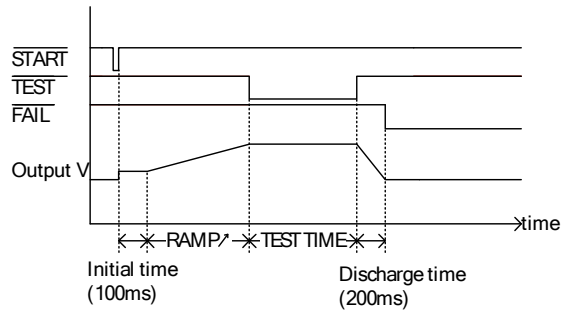 START
TEST
FAIL
Output V
time
RAMP↗ TEST TIME
Initial time
(100ms)
Discharge time
(200ms)